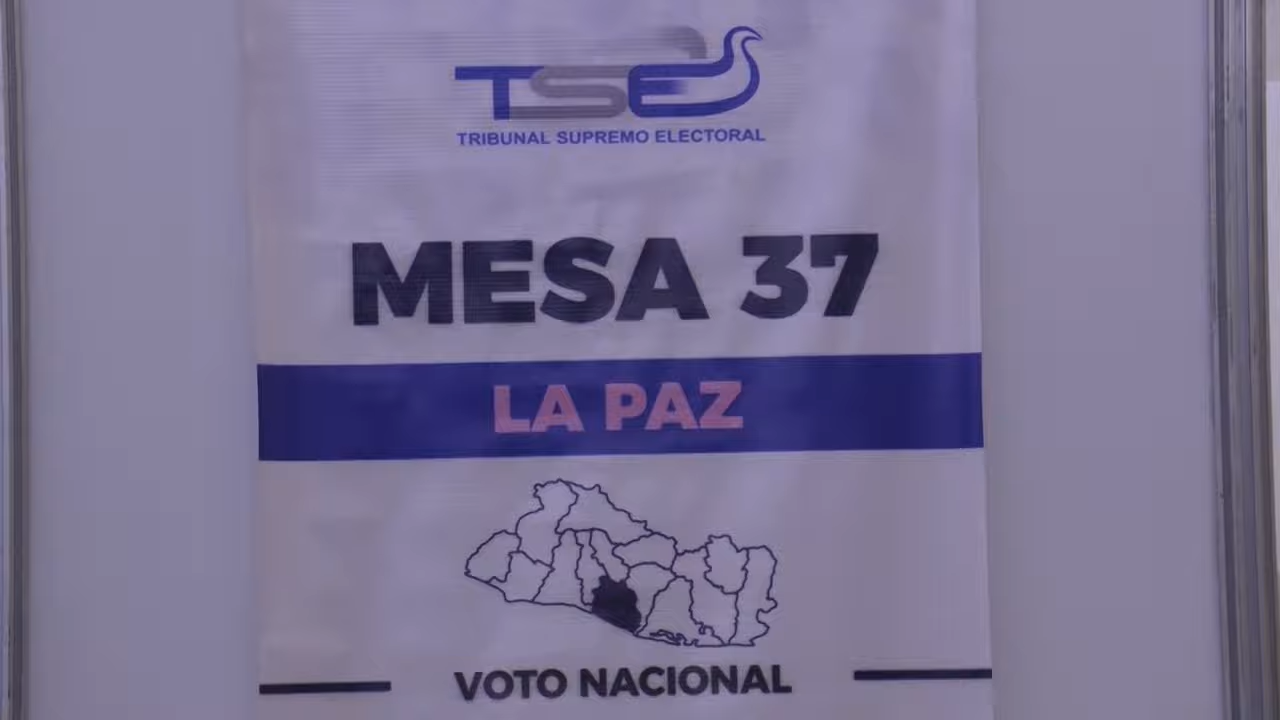 TSE
TRIBUNAL SUPREMO ELECTORAL
MESA 37
LA PAZ
VOTO NACIONAL